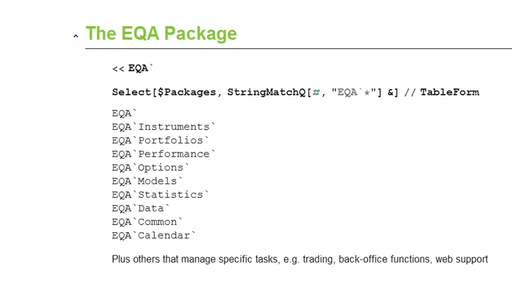 The EQA Package
<< EQA`
Select[$Packages, StringMatchQ[#, "EQA`*"] &] // TableForm
EQA`
EQA`Instruments`
EQA`Portfolios`
EQA`Performance`
EQA`Options`
EQA`Models`
EQA`Statistics`
EQA`Data`
EQA`Common`
EQA`Calendar`
Plus others that manage specific tasks, e.g. trading, back-office functions, web support